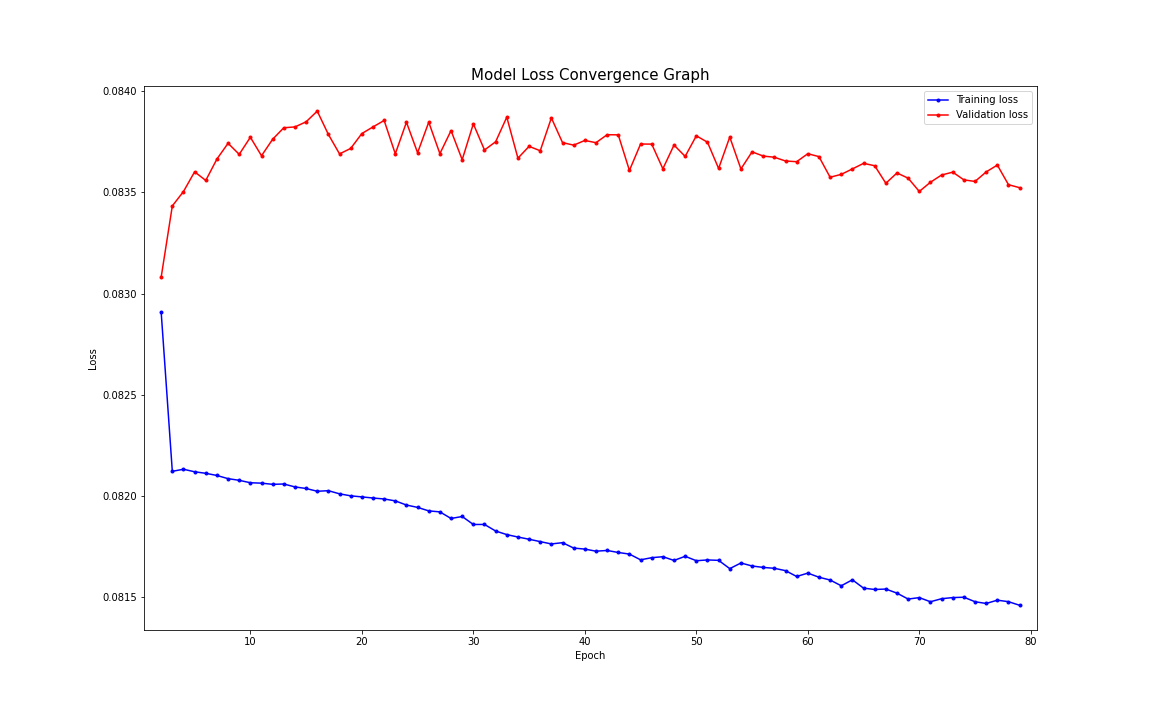 Model Loss Convergence Graph
Training loss
Validation loss
0.0840
0.0835
0.0830
0.0825
0.0820
0.0815
Loss
10 20 30 40 50 60 70 80
Epoch